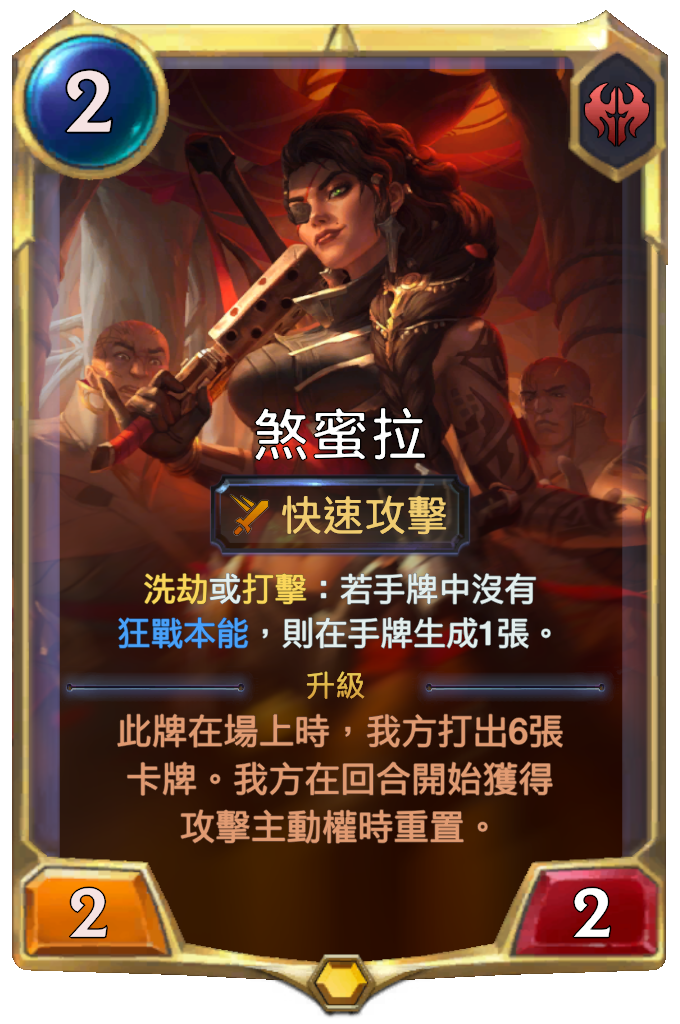 2
煞蜜拉
快速攻擊
洗劫或打擊：若手牌中沒有
狂戰本能，則在手牌生成1張。
升級
此牌在場上時，我方打出6張
卡牌。我方在回合開始獲得
攻擊主動權時重置。
2
2